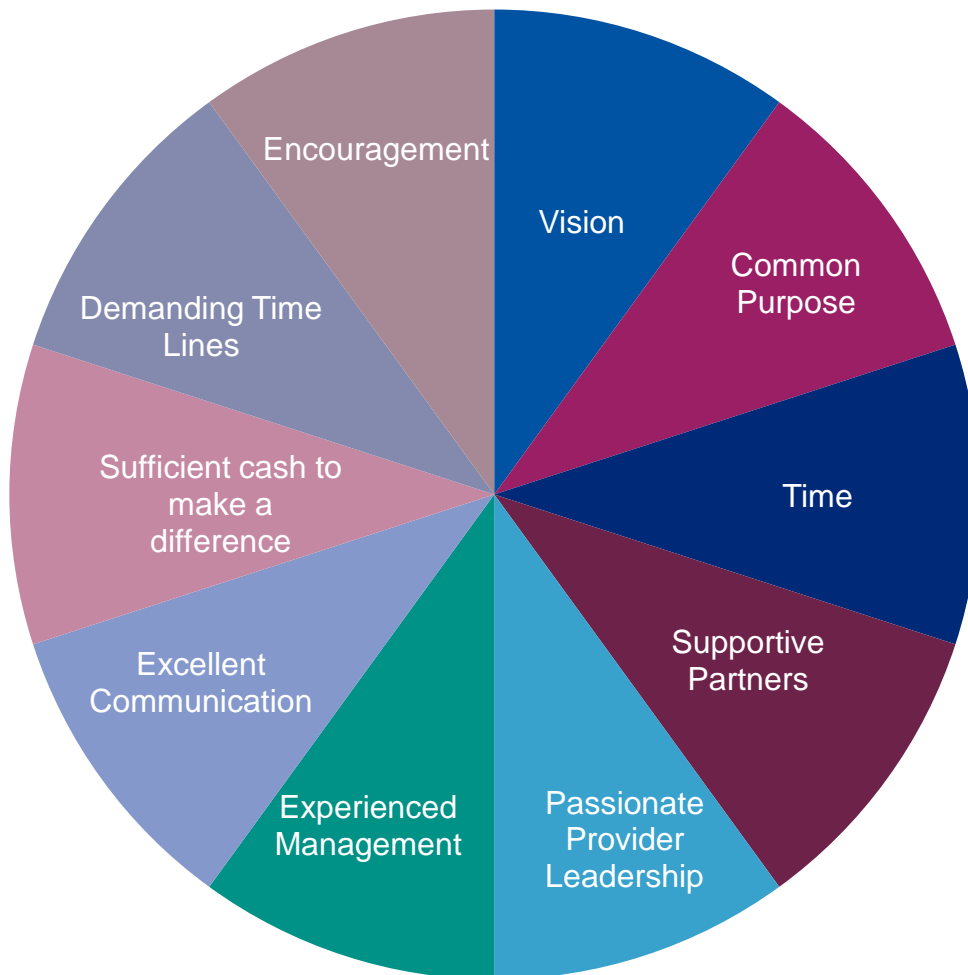 Encouragement
Vision
Common
Purpose
Time
Supportive
Partners
Passionate
Provider
Leadership
Experienced
Management
Excellent
Communication
Sufficient cash to
make a
difference
Demanding Time
Lines